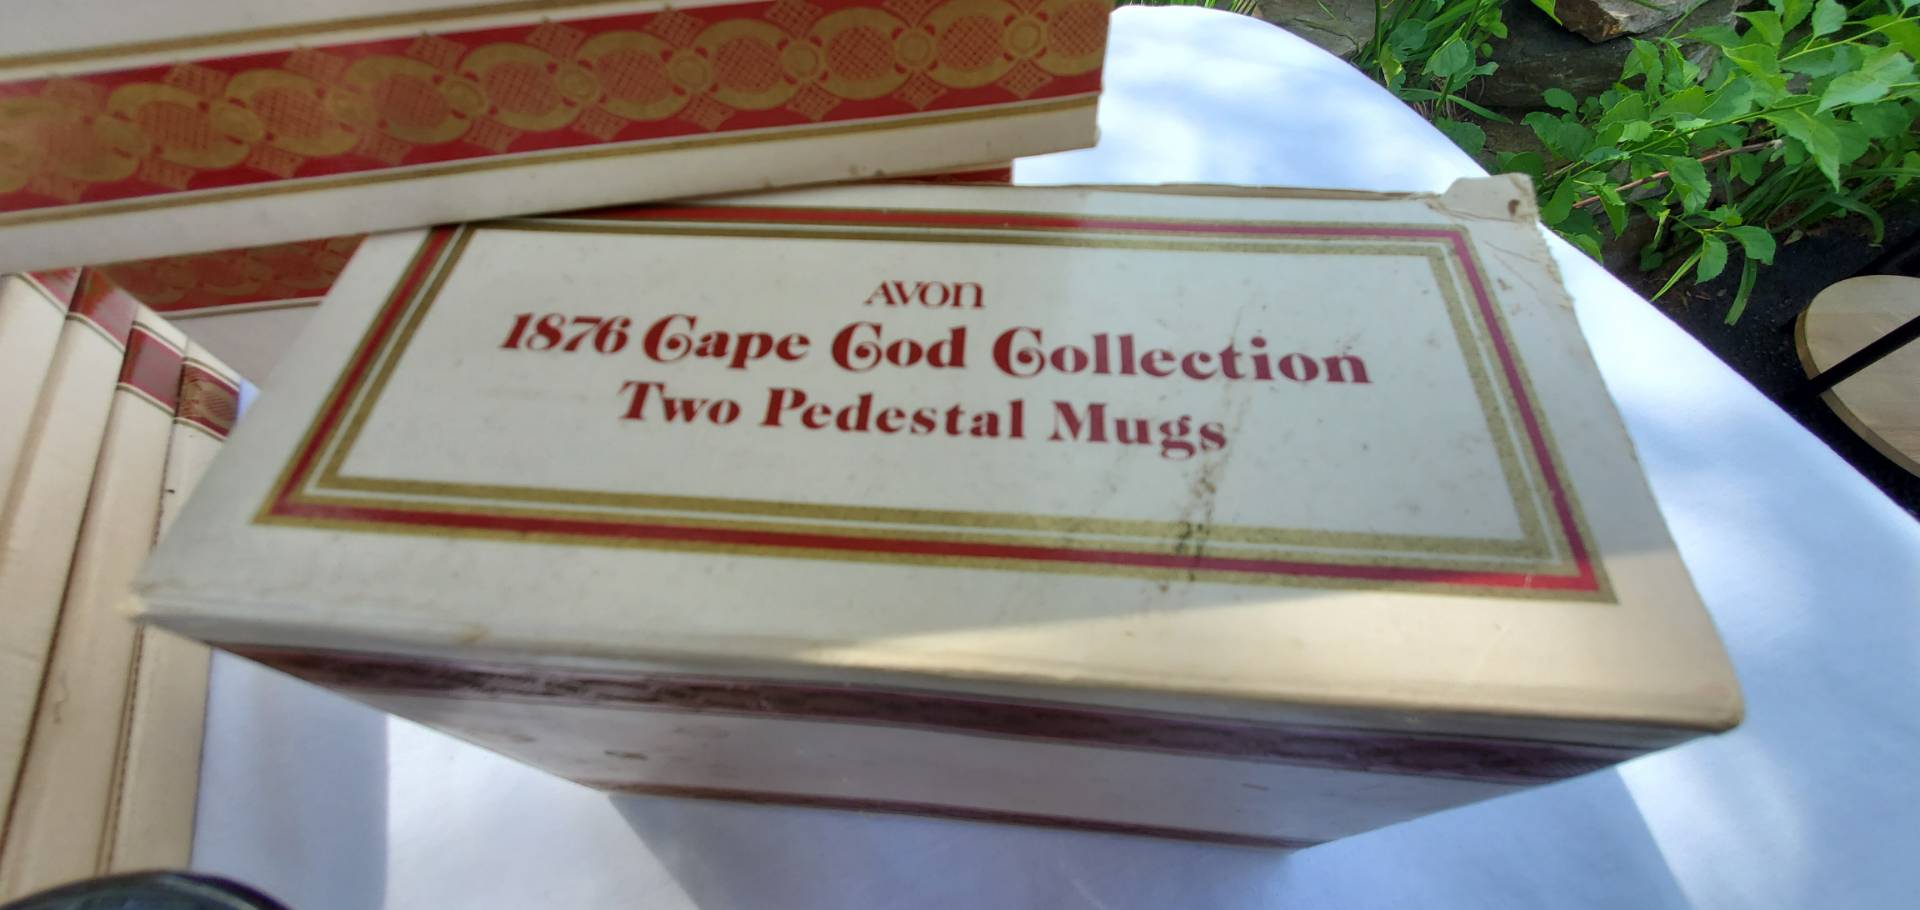 AVON
1876 Cape Cod Collection
Two Pedestal Mugs